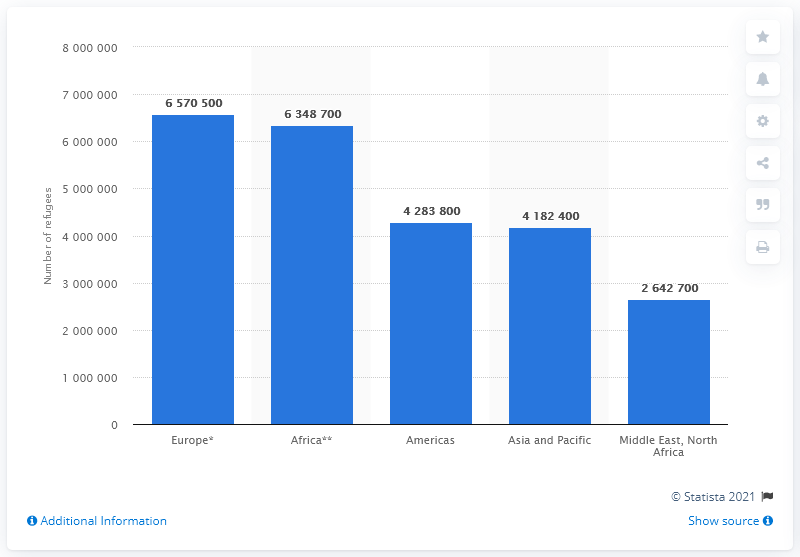 8 000 000
7 000 000
6 000 000
5 000 000
4 000 000
3 000 000
2 000 000
1 000 000
0
Number of refugees
6 570 500
6 348 700
4 283 800
4 182 400
2 642 700
Europe*
Africa**
Americas
Asia and Pacific
Middle East, North
Africa
© Statista 2021
Additional Information
Show source